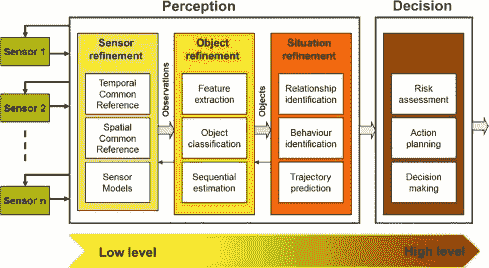 Perception
Decision
Sensor 1
Sensor 2
Sensor n
Sensor
refinement
Temporal
Common
Reference
Spatial
Common
Reference
Sensor
Models
Observations
Object
refinement
Feature
extraction
Object
classification
Sequential
estimation
Objects
Situation
refinement
Relationship
identification
Behaviour
identification
Trajectory
prediction
Risk
assessment
Action
planning
Decision
making
Low level
High level